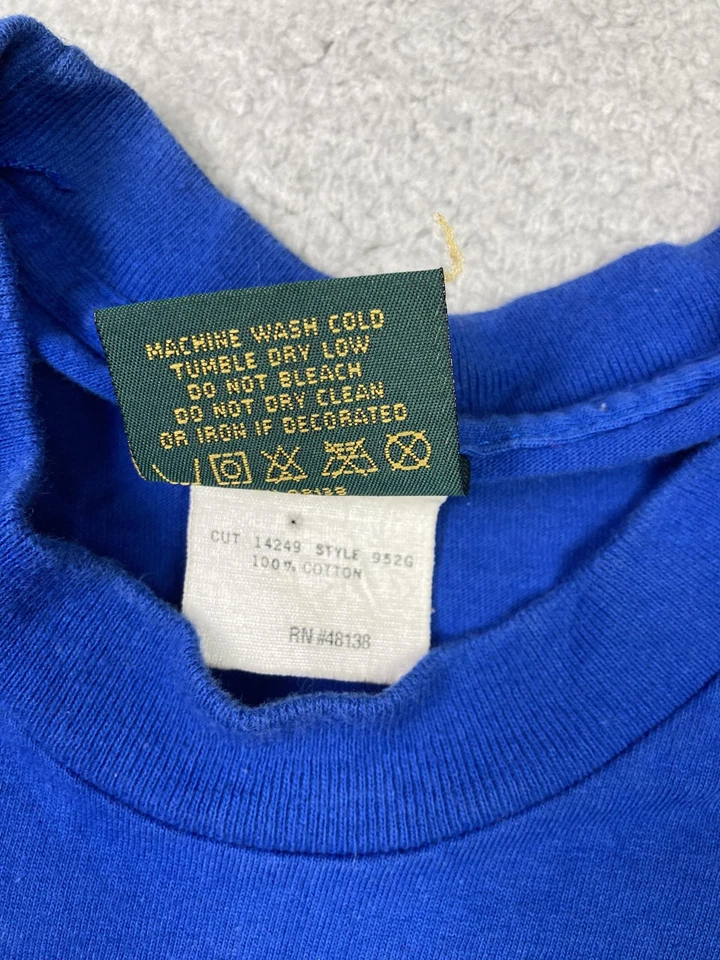 MACHINE WASH COLD
TUMBLE DRY LOW
DO NOT BLEACH
DO NOT DRY CLEAN
OR IRON IF DECORATED
CUT 14249 STYLE 952G
100% COTTON
RN #48138